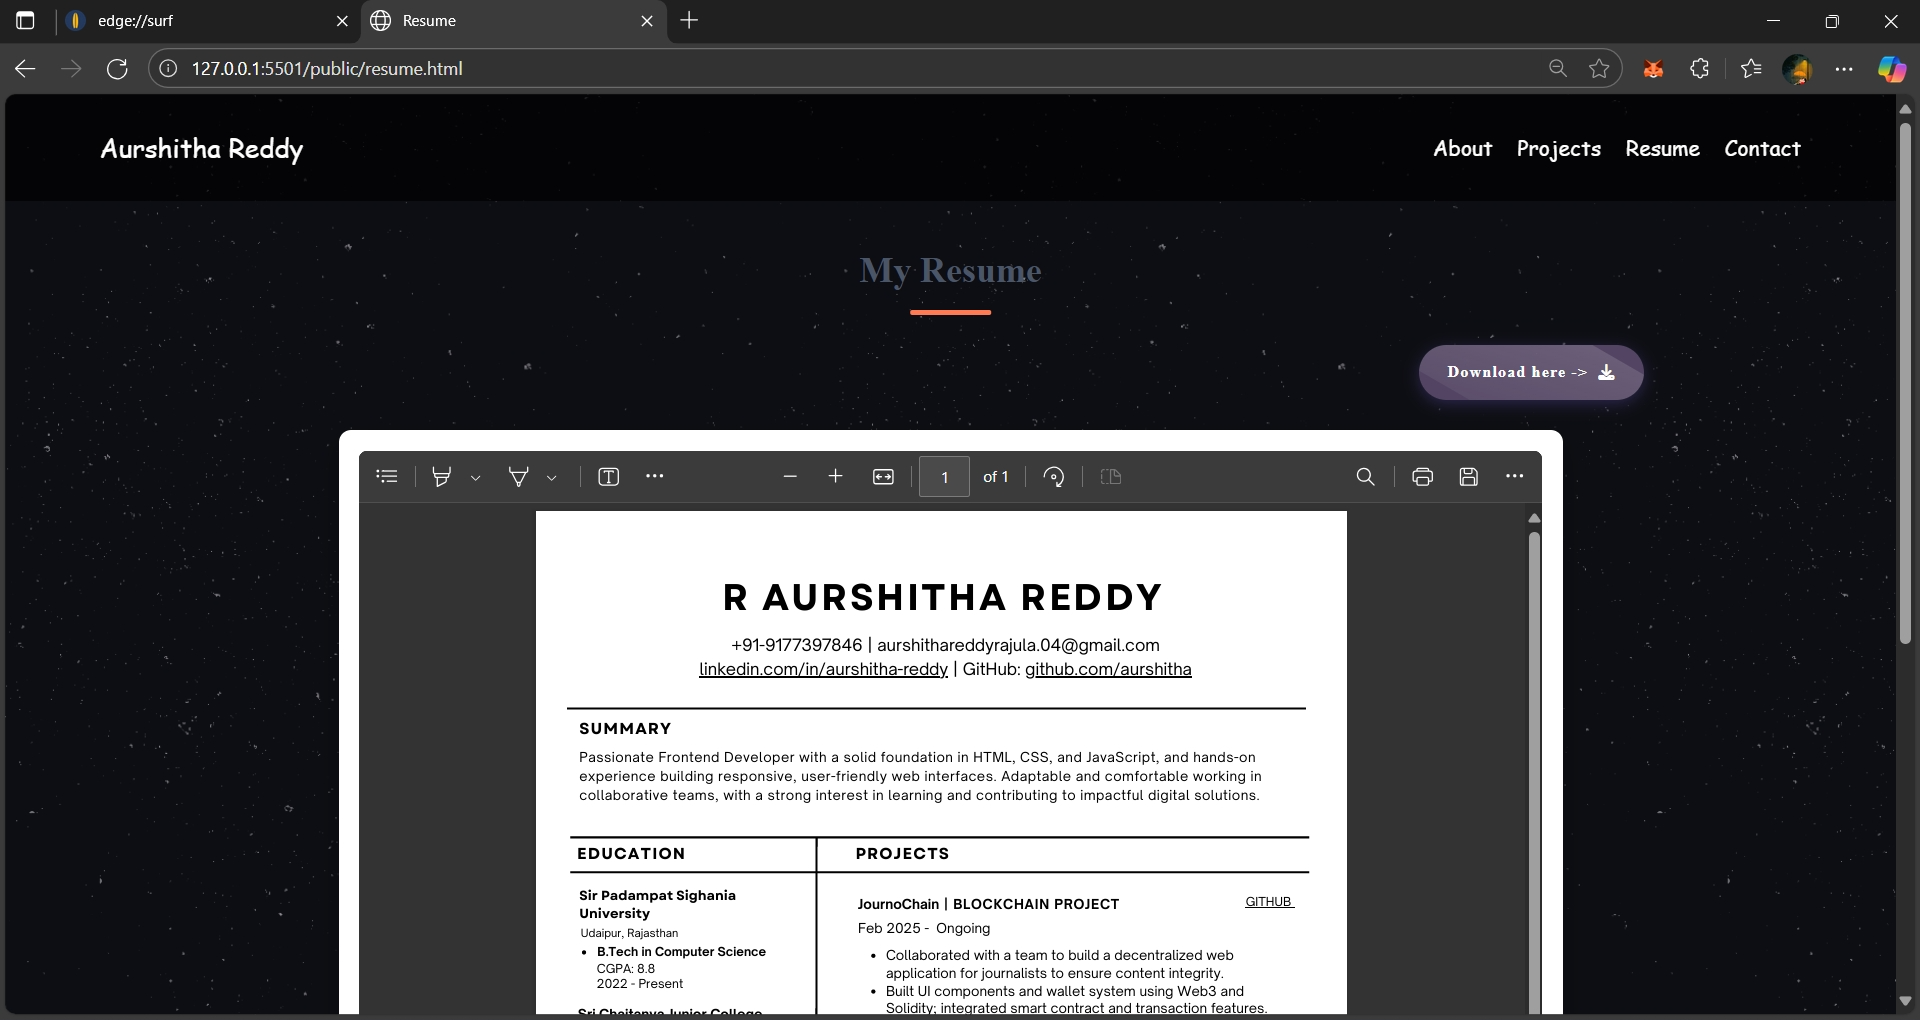 edge://surf
Resume
127.0.0.1:5501/public/resume.html
Aurshitha Reddy
About Projects Resume Contact
My Resume
Download here ->
1 of 1
R AURSHITHA REDDY
+91-9177397846 | aurshithareddyrajula.04@gmail.com
linkedin.com/in/aurshitha-reddy | GitHub: github.com/aurshitha
SUMMARY
Passionate Frontend Developer with a solid foundation in HTML, CSS, and JavaScript, and hands-on
experience building responsive, user-friendly web interfaces. Adaptable and comfortable working in
collaborative teams, with a strong interest in learning and contributing to impactful digital solutions.
EDUCATION
Sir Padampat Sighania
University
Udaipur, Rajasthan
• B.Tech in Computer Science
CGPA: 8.8
2022 - Present
Sri Chaitanya Junior College
PROJECTS
JournoChain | BLOCKCHAIN PROJECT
GITHUB
Feb 2025 - Ongoing
• Collaborated with a team to build a decentralized web
application for journalists to ensure content integrity.
• Built UI components and wallet system using Web3 and
Solidity; integrated smart contract and transaction features.